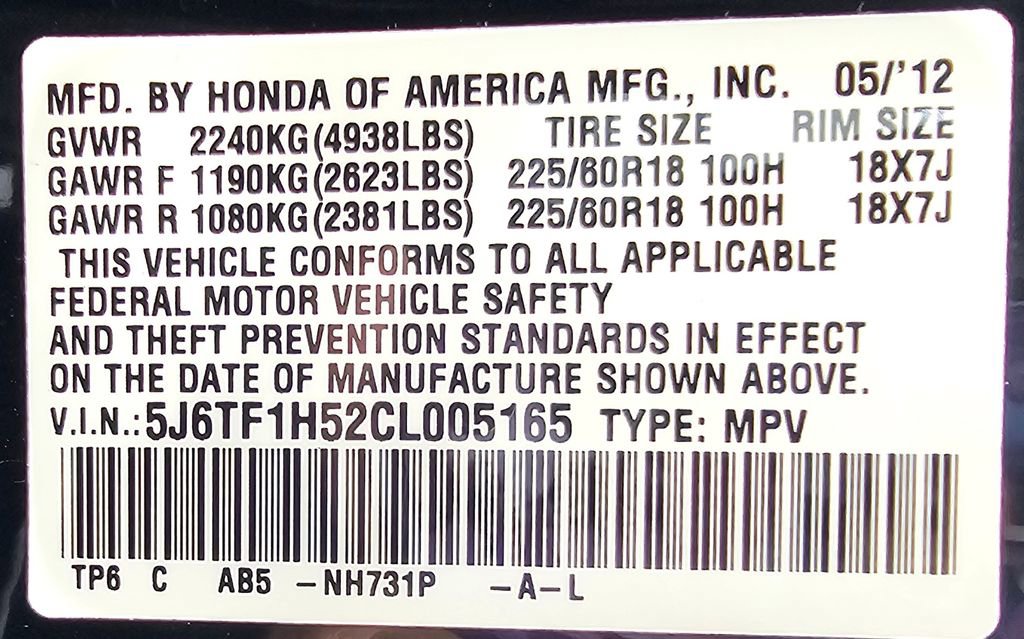 MFD. BY HONDA OF AMERICA MFG., INC. 05/'12
GVWR 2240KG(4938LBS) TIRE SIZE RIM SIZE
GAWR F 1190KG(2623LBS) 225/60R18 100H 18X7J
GAWR R 1080KG(2381LBS) 225/60R18 100H 18X7J
THIS VEHICLE CONFORMS TO ALL APPLICABLE
FEDERAL MOTOR VEHICLE SAFETY
AND THEFT PREVENTION STANDARDS IN EFFECT
ON THE DATE OF MANUFACTURE SHOWN ABOVE.
V.I.N.:5J6TF1H52CL005165 TYPE: MPV
TP6 C AB5 -NH731P -A-L